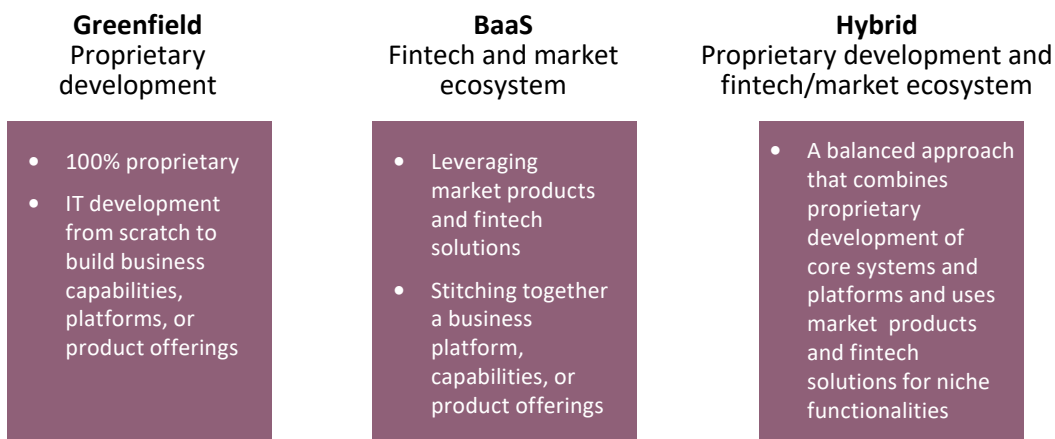 Greenfield
Proprietary
development
• 100% proprietary
• IT development
from scratch to
build business
capabilities,
platforms, or
product offerings
BaaS
Fintech and market
ecosystem
• Leveraging
market products
and fintech
solutions
• Stitching together
a business
platform,
capabilities, or
product offerings
Hybrid
Proprietary development and
fintech/market ecosystem
• A balanced approach
that combines
proprietary
development of
core systems and
platforms and uses
market products
and fintech
solutions for niche
functionalities